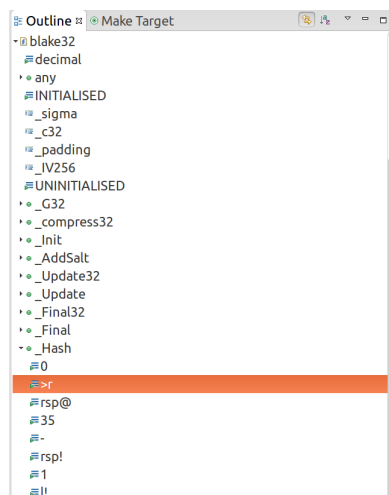 Outline Make Target
blake32
decimal
any
INITIALISED
_sigma
_c32
_padding
_IV256
UNINITIALISED
_G32
_compress32
_Init
_AddSalt
_Update32
_Update
_Final32
_Final
_Hash
0
>r
rsp@
35
-
rsp!
1
l!